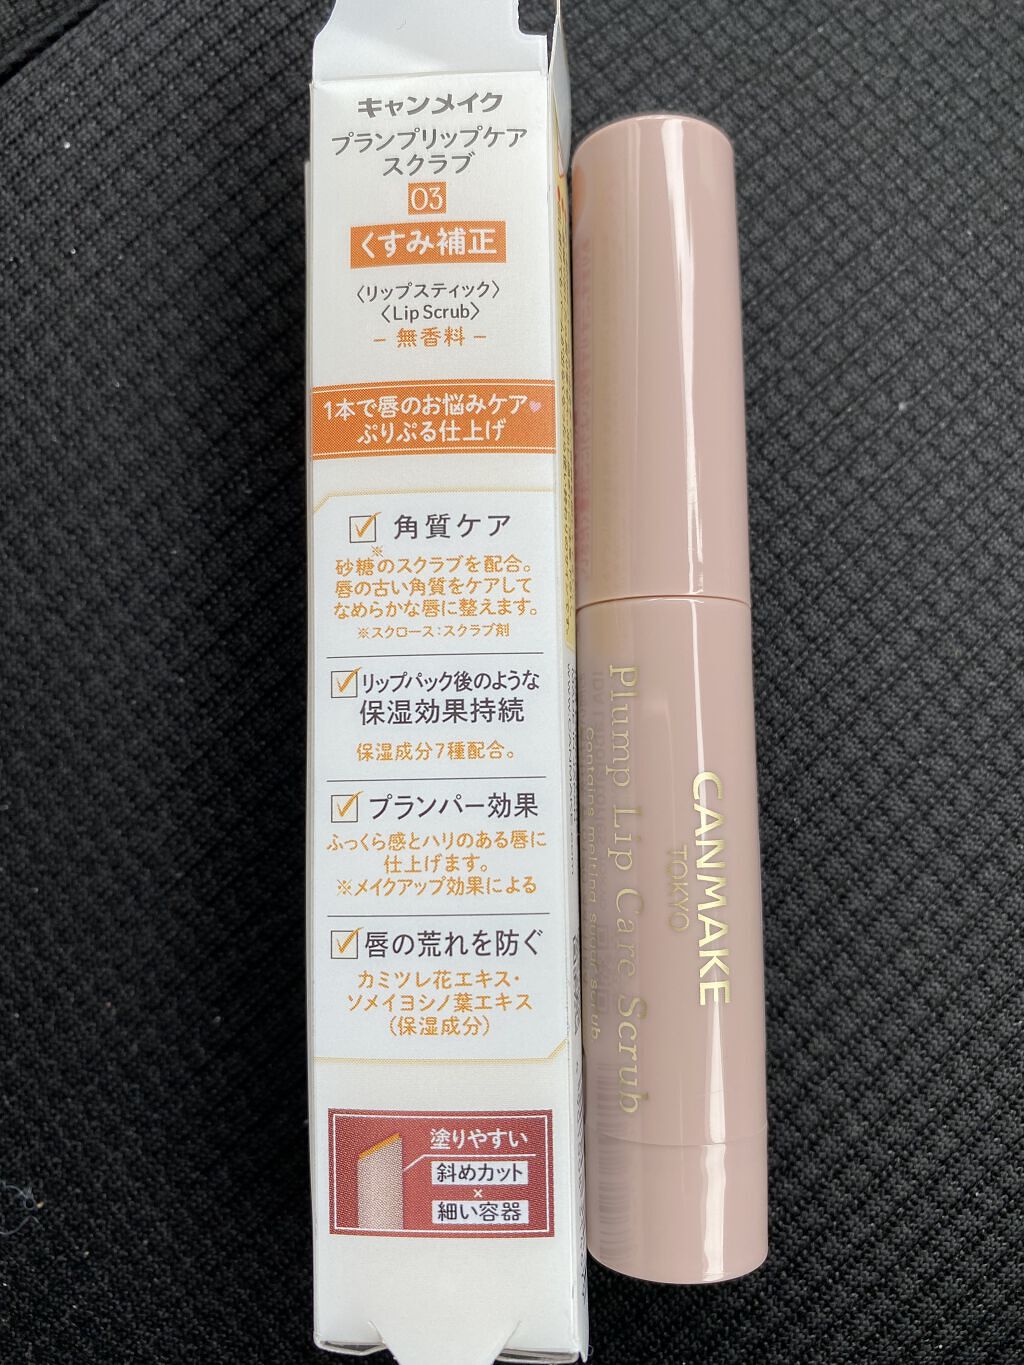 キャンメイク
プランプリップケア
スクラブ
03
くすみ補正
〈リップスティック〉
〈Lip Scrub〉
– 無香料 –
1本で唇のお悩みケア
ぷりぷる仕上げ
角質ケア
※
砂糖のスクラブを配合。
唇の古い角質をケアして
なめらかな唇に整えます。
※スクロース:スクラブ剤
リップパック後のような
保湿効果持続
保湿成分7種配合。
プランパー効果
ふっくら感とハリのある唇に
仕上げます。
※メイクアップ効果による
唇の荒れを防ぐ
カミツレ花エキス・
ソメイヨシノ葉エキス
(保湿成分)
塗りやすい
斜めカット
×
細い容器
CANMAKE
TOKYO
Plump Lip Care Scrub
Contains melting sugar scrub